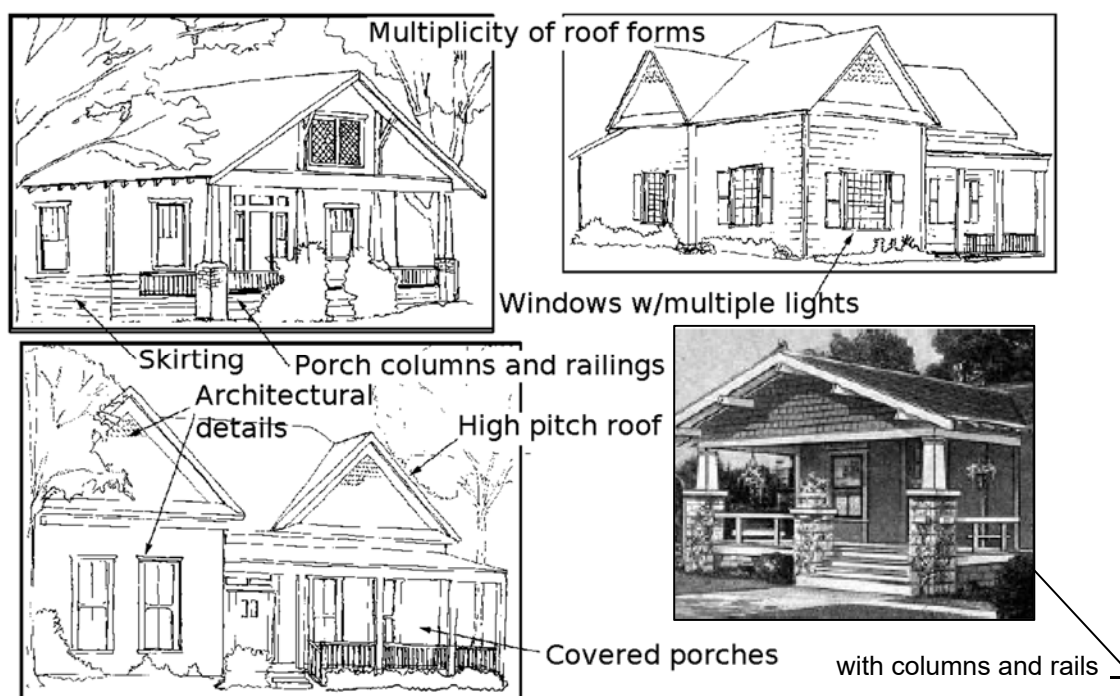 Multiplicity of roof forms
Windows w/multiple lights
Skirting
Porch columns and railings
Architectural
details
High pitch roof
Covered porches
with columns and rails